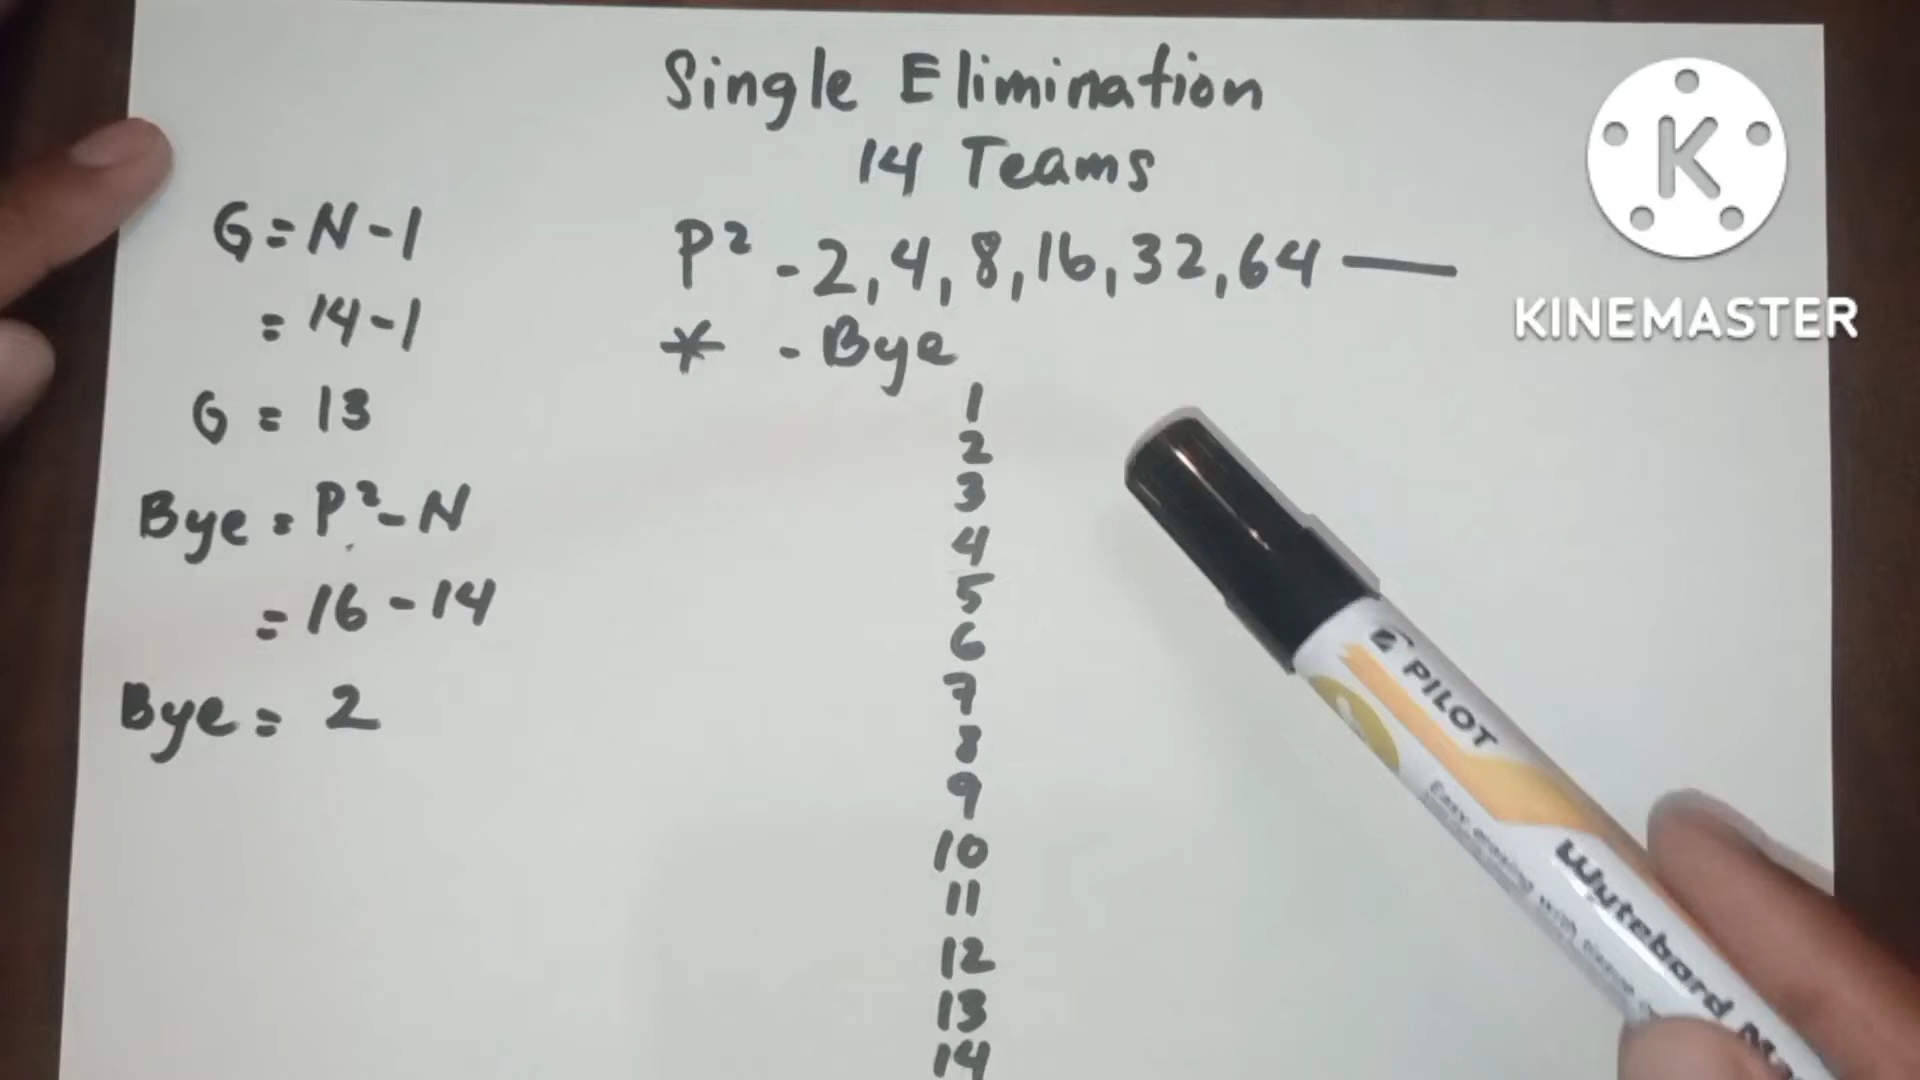 Single Elimination
14 Teams
P² - 2, 4, 8, 16, 32, 64 —
* - Bye
G = N - 1
= 14 - 1
G = 13
Bye = P² - N
= 16 - 14
Bye = 2
1
2
3
4
5
6
7
8
9
10
11
12
13
14
K
KINEMASTER
PILOT
Wyteboard